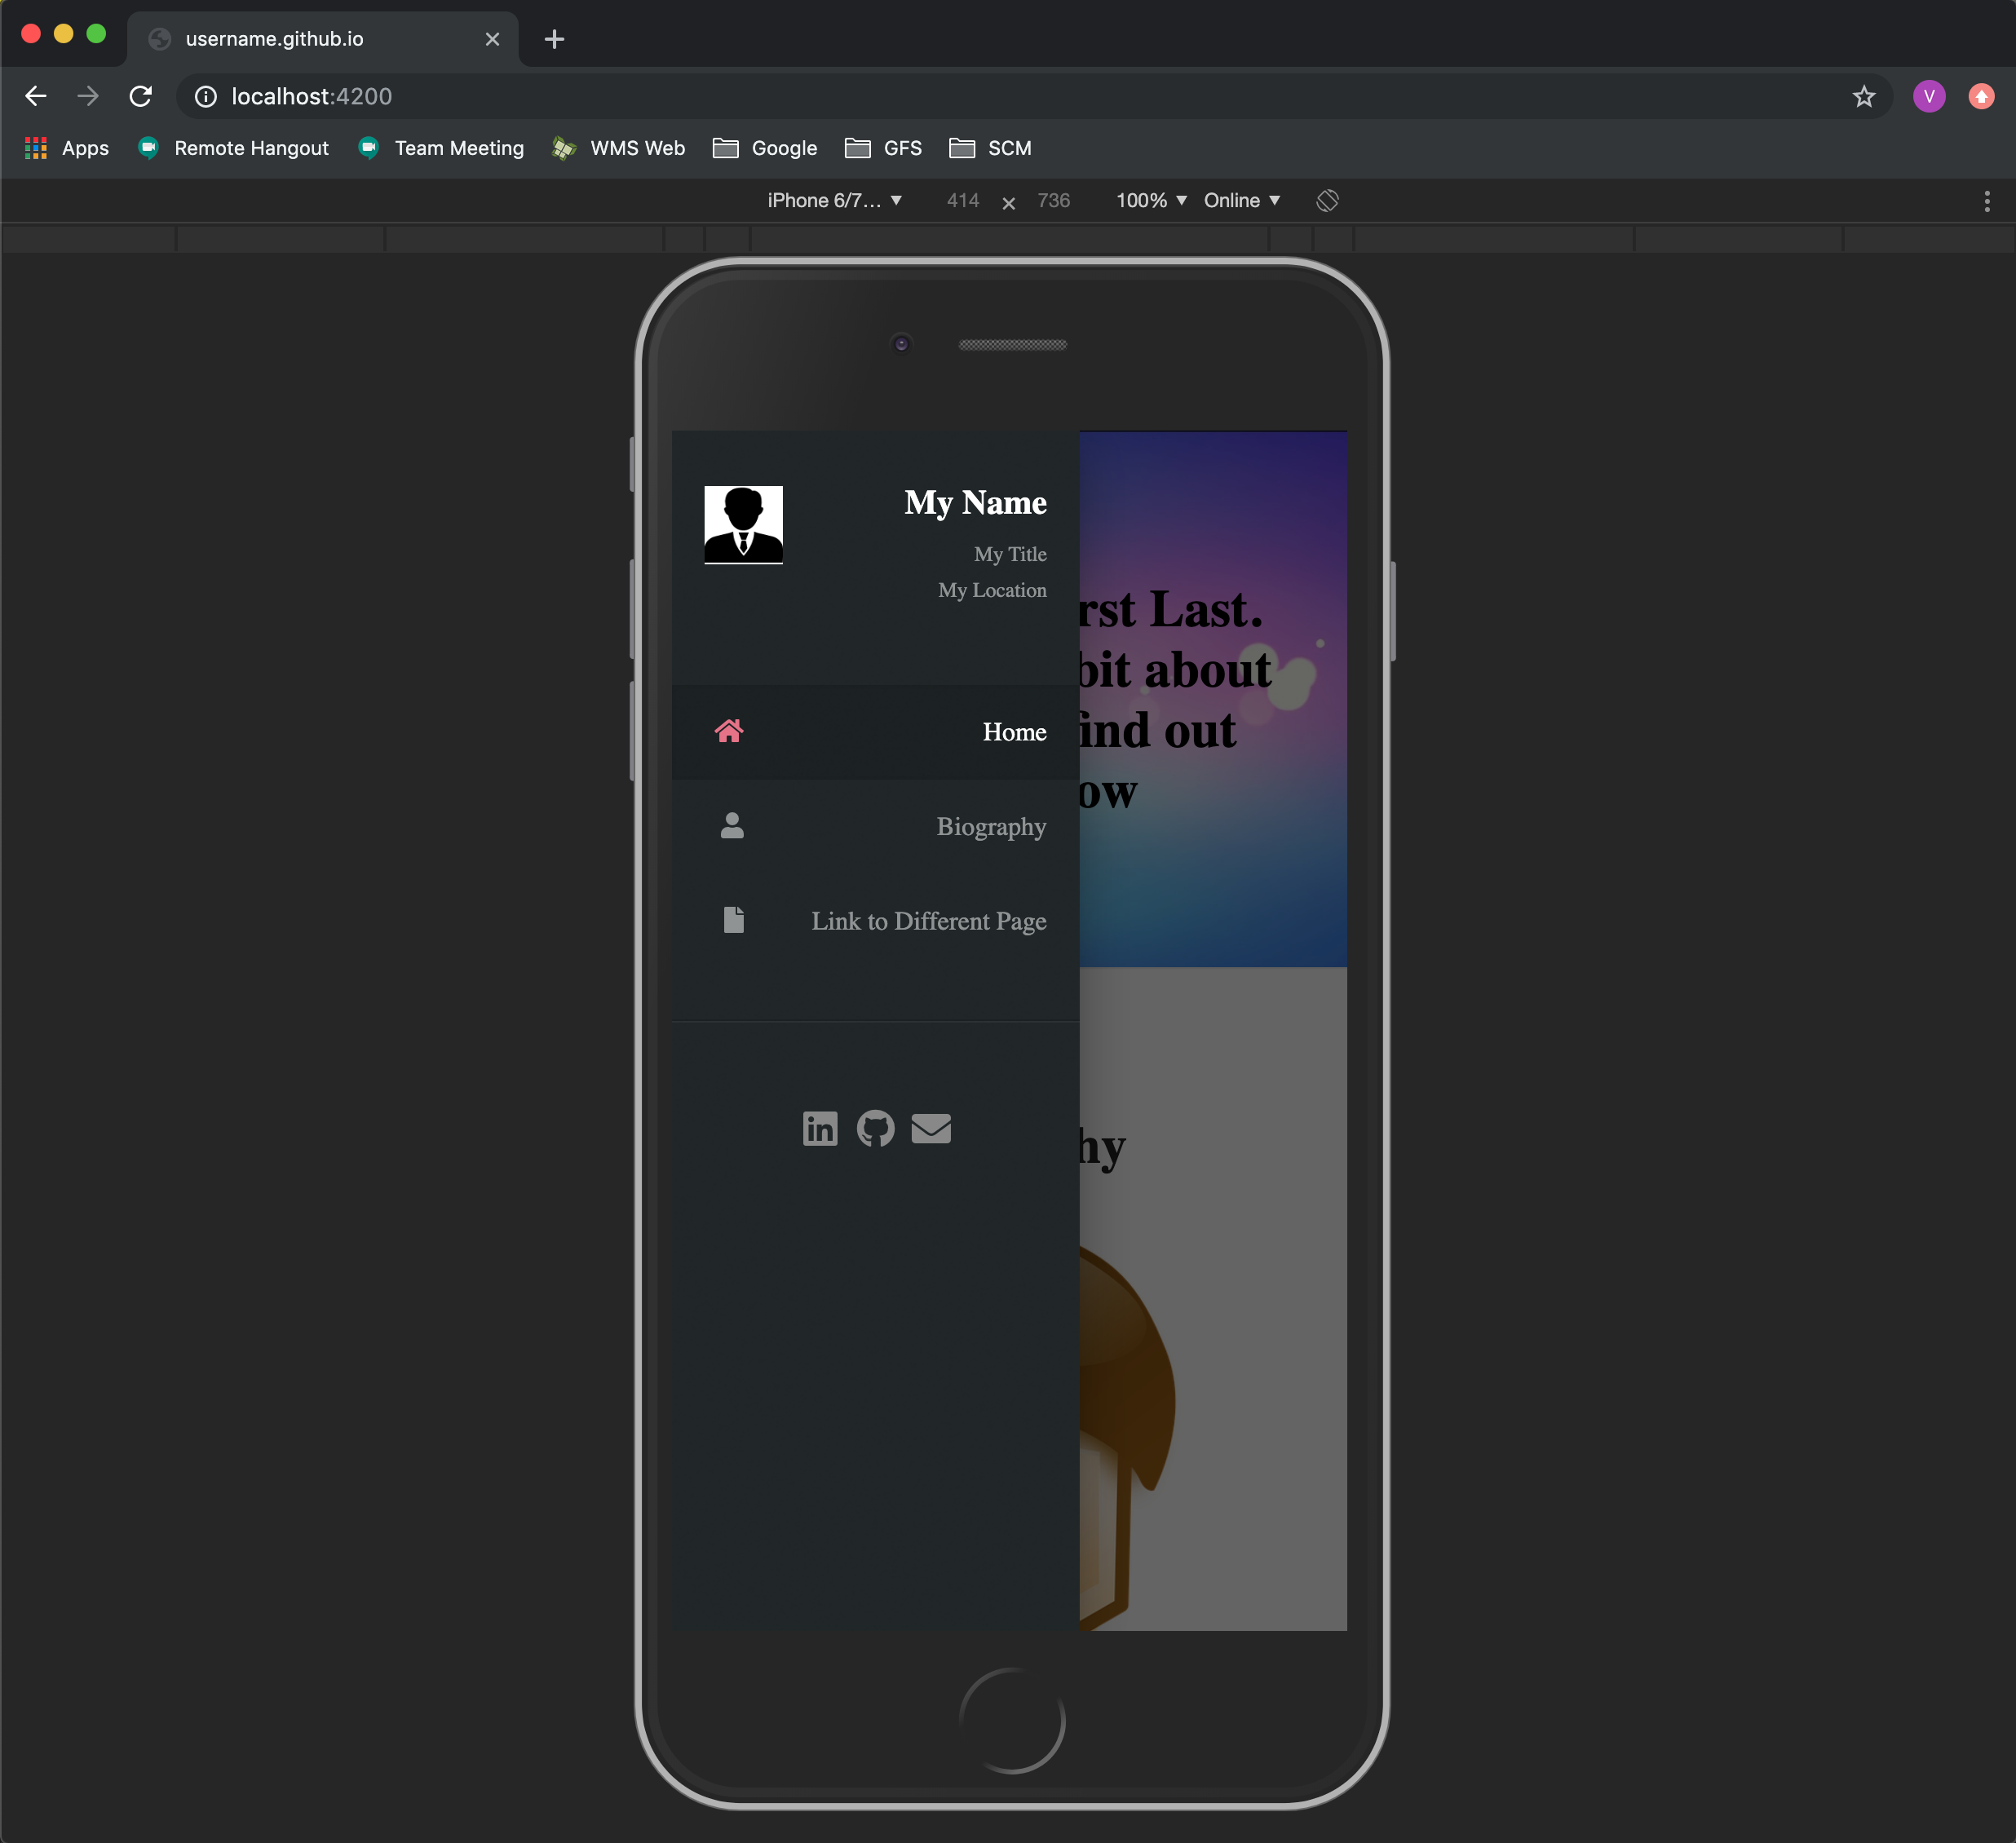 username.github.io
localhost:4200
V
Apps
Remote Hangout
Team Meeting
WMS Web
Google
GFS
SCM
iPhone 6/7...
414 × 736
100%
Online
My Name
My Title
My Location
Home
Biography
Link to Different Page
in
rst Last.
bit about
ind out
ow
hy